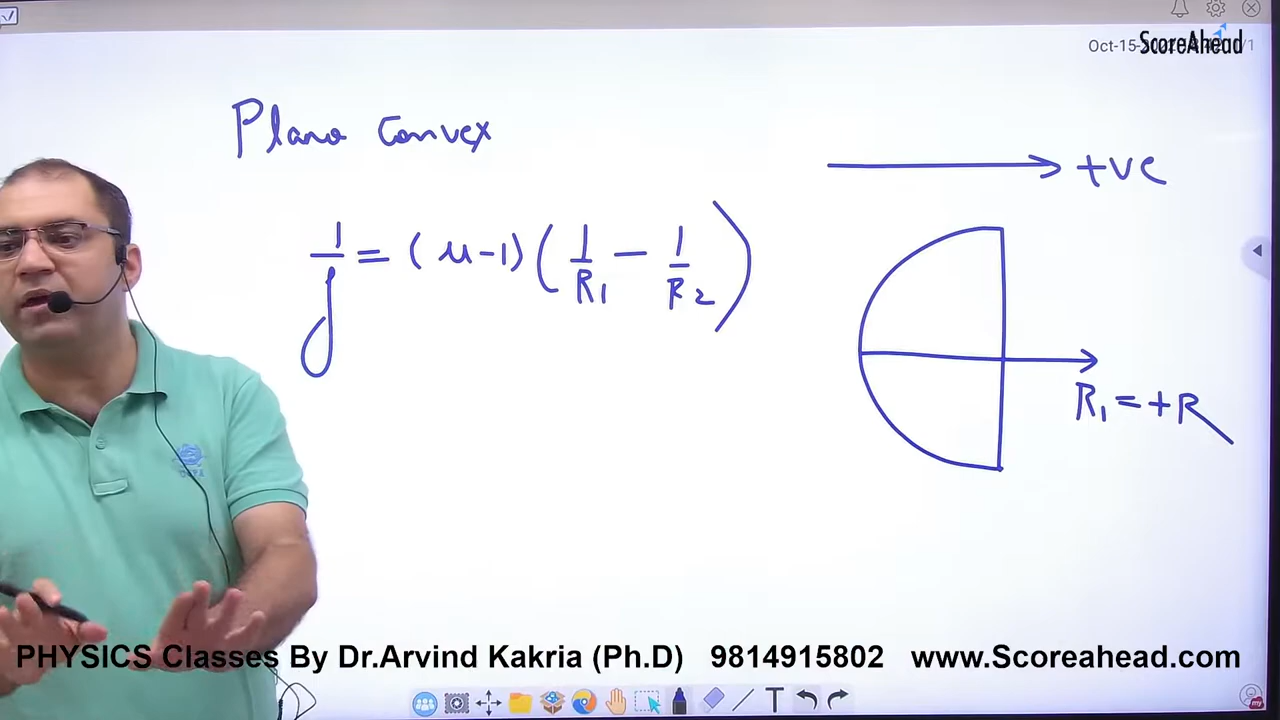 ScoreAhead
Plano Convex
+ve
1/f = (μ-1) (1/R₁ - 1/R₂)
R₁ = +R
PHYSICS Classes By Dr.Arvind Kakria (Ph.D) 9814915802 www.Scoreahead.com